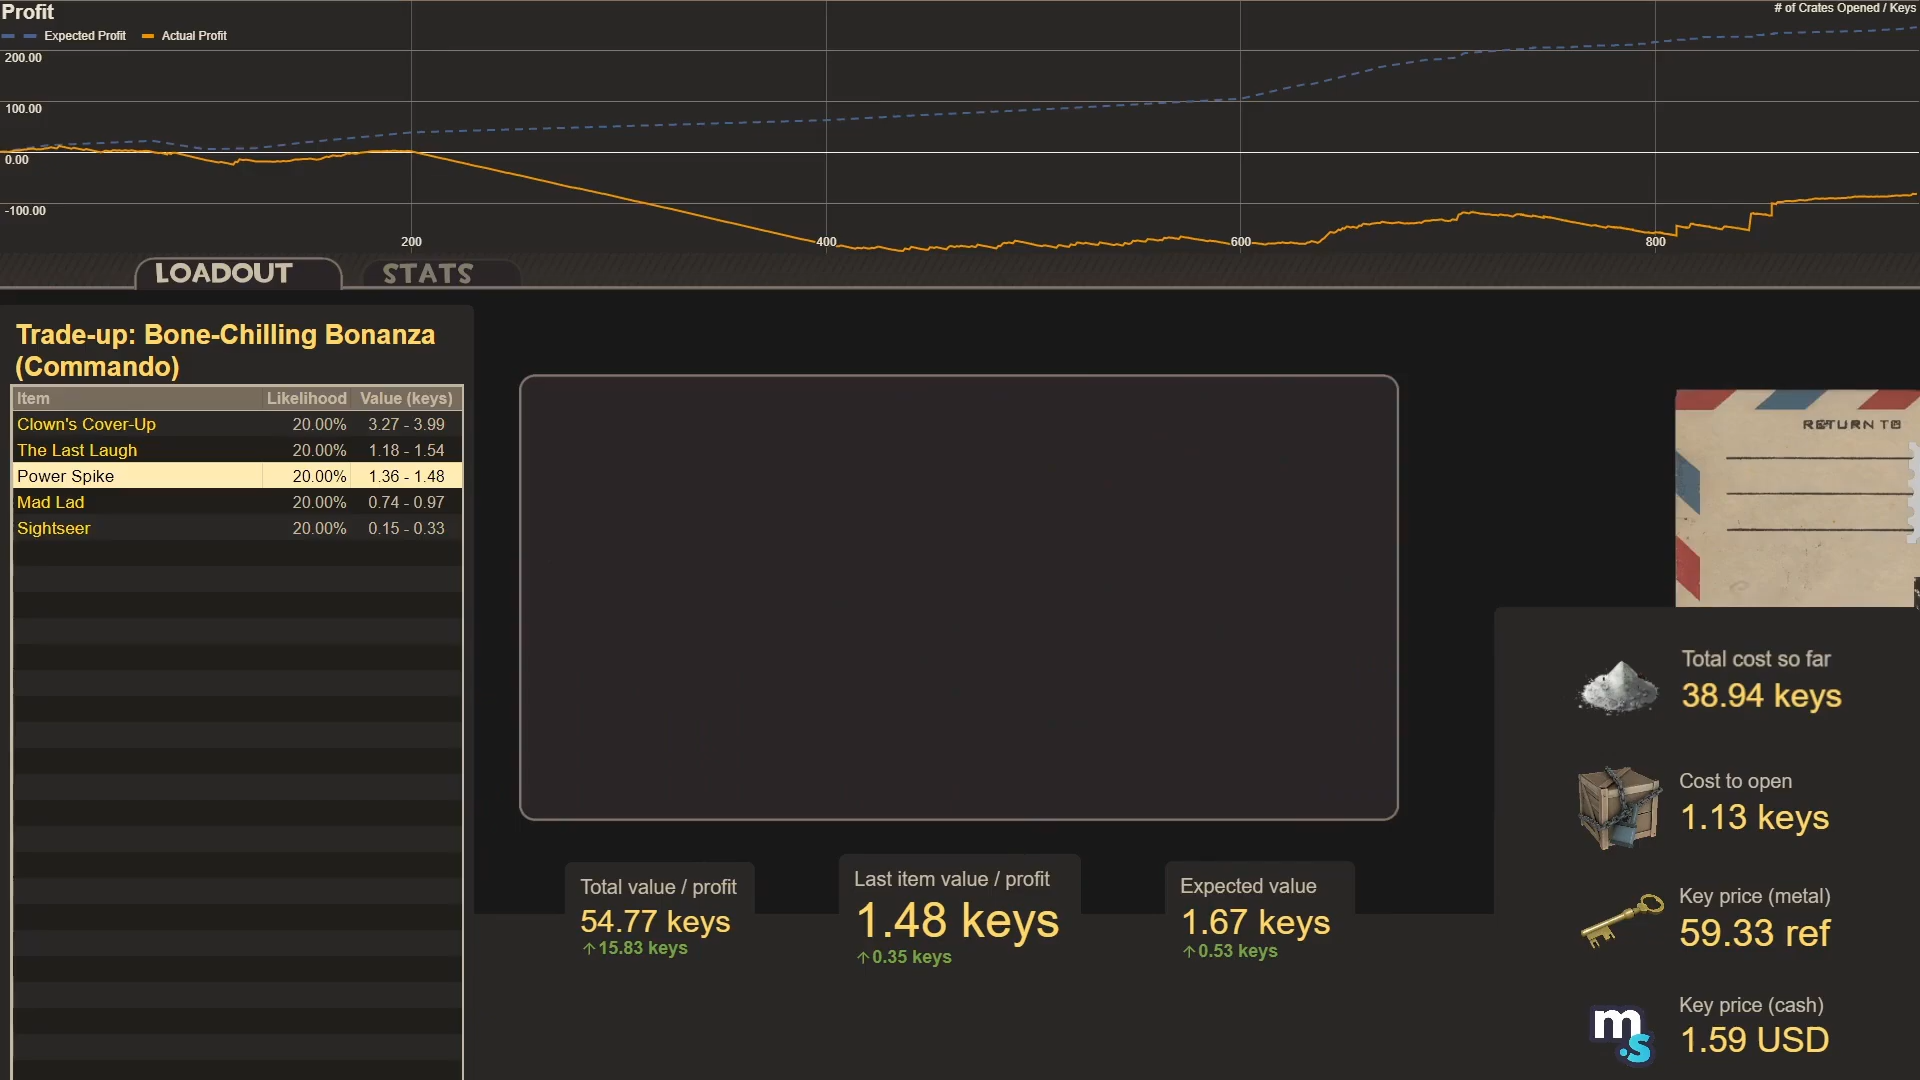 Profit
# of Crates Opened / Keys
Expected Profit
Actual Profit
200.00
100.00
0.00
-100.00
200
400
600
800
LOADOUT
STATS
Trade-up: Bone-Chilling Bonanza
(Commando)
Item Likelihood Value (keys)
Clown's Cover-Up 20.00% 3.27 - 3.99
The Last Laugh 20.00% 1.18 - 1.54
Power Spike 20.00% 1.36 - 1.48
Mad Lad 20.00% 0.74 - 0.97
Sightseer 20.00% 0.15 - 0.33
RETURN TO
Total cost so far
38.94 keys
Cost to open
1.13 keys
Key price (metal)
59.33 ref
Key price (cash)
1.59 USD
m.s
Total value / profit
54.77 keys
↑15.83 keys
Last item value / profit
1.48 keys
↑0.35 keys
Expected value
1.67 keys
↑0.53 keys